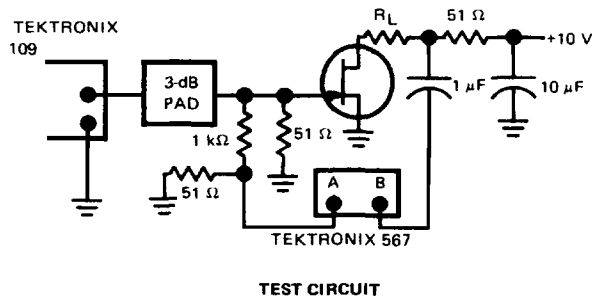 TEKTRONIX
109
3-dB
PAD
1 kΩ
51 Ω
51 Ω
RL
51 Ω
+10 V
1 μF
10 μF
A B
TEKTRONIX 567
TEST CIRCUIT